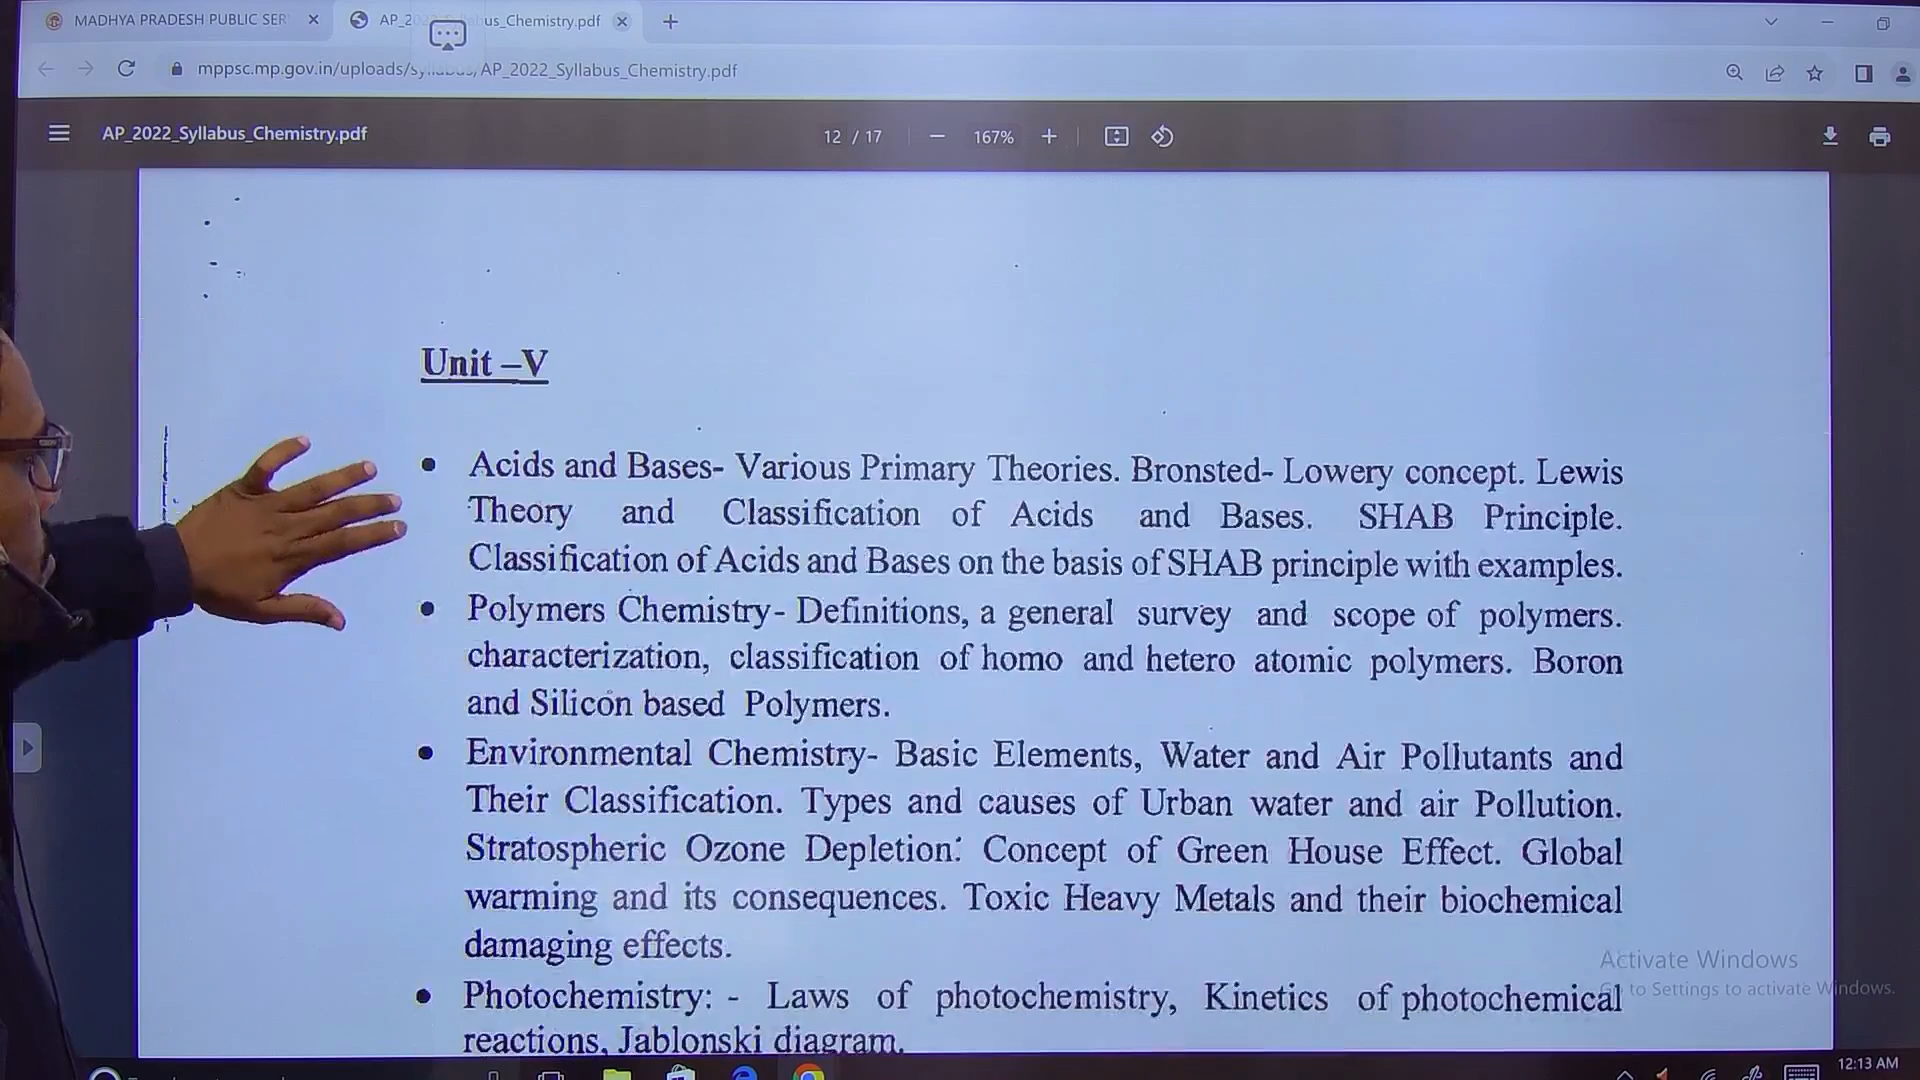 MADHYA PRADESH PUBLIC SER
us_Chemistry.pdf
mppsc.mp.gov.in/uploads/syllabus/AP_2022_Syllabus_Chemistry.pdf
AP_2022_Syllabus_Chemistry.pdf
12 / 17
167%
Unit –V
• Acids and Bases- Various Primary Theories. Bronsted- Lowery concept. Lewis
Theory and Classification of Acids and Bases. SHAB Principle.
Classification of Acids and Bases on the basis of SHAB principle with examples.
• Polymers Chemistry- Definitions, a general survey and scope of polymers.
characterization, classification of homo and hetero atomic polymers. Boron
and Silicon based Polymers.
• Environmental Chemistry- Basic Elements, Water and Air Pollutants and
Their Classification. Types and causes of Urban water and air Pollution.
Stratospheric Ozone Depletion. Concept of Green House Effect. Global
warming and its consequences. Toxic Heavy Metals and their biochemical
damaging effects.
• Photochemistry: - Laws of photochemistry, Kinetics of photochemical
reactions, Jablonski diagram.
Activate Windows
to Settings to activate Windows.
12:13 AM